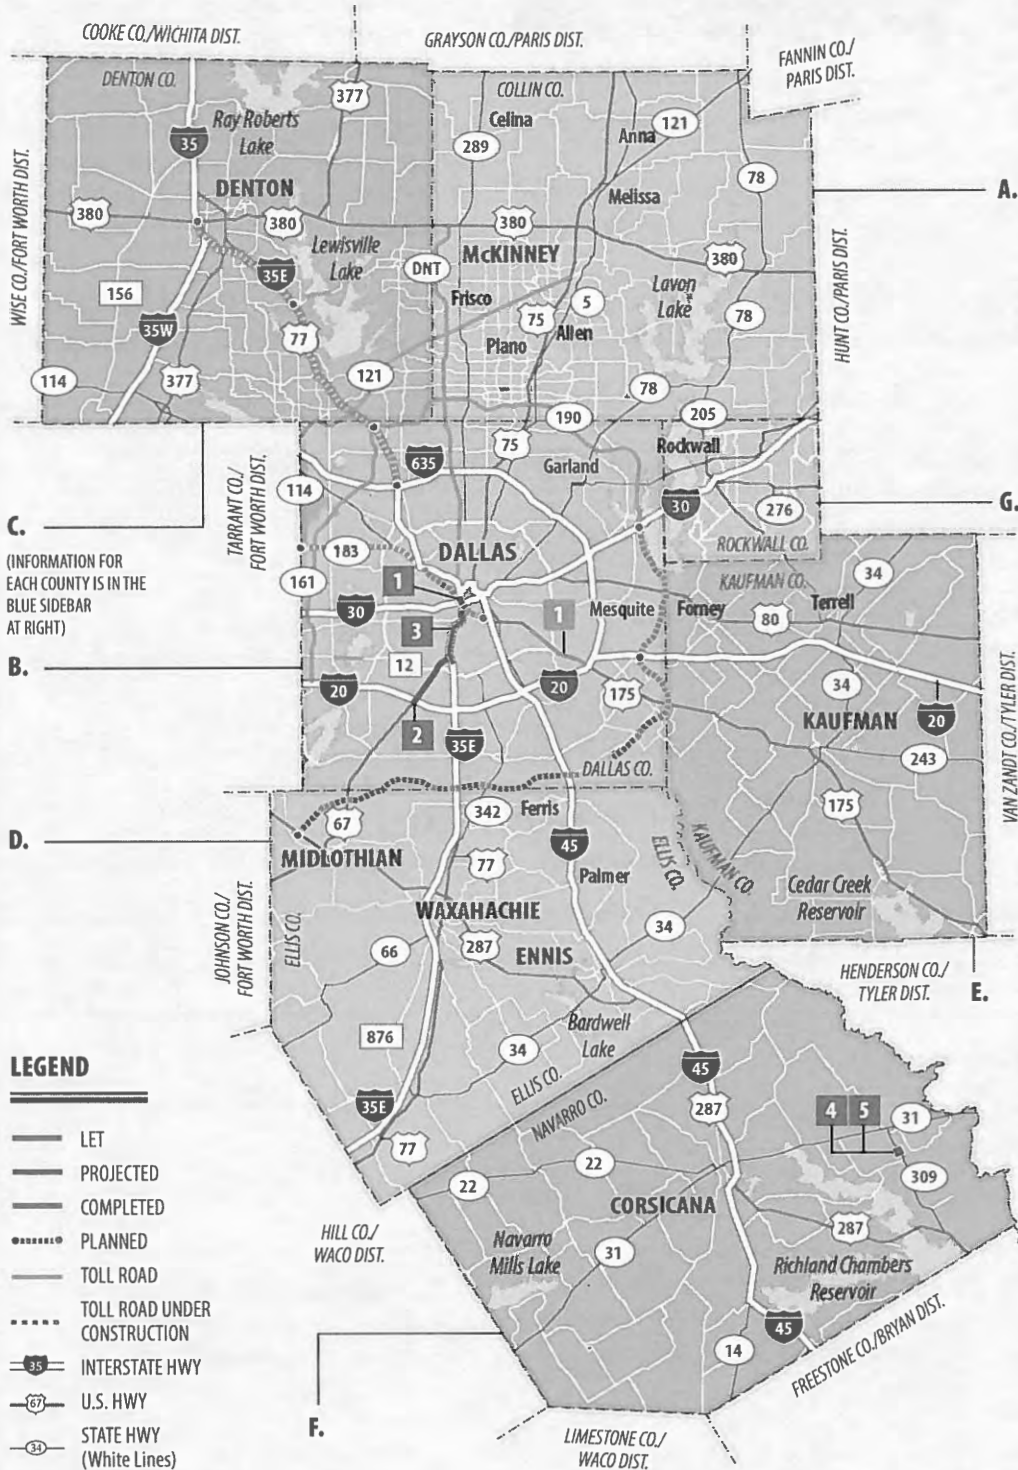 COOKE CO./WICHITA DIST.
GRAYSON CO./PARIS DIST.
FANNIN CO./
PARIS DIST.
DENTON CO.
COLLIN CO.
377
Celina
Anna
121
Ray Roberts
Lake
35
289
78
WISE CO./FORT WORTH DIST.
DENTON
Melissa
A.
380
380
380
Lewisville
Lake
McKINNEY
380
DNT
35E
HUNT CO./PARIS DIST.
156
Frisco
5
Lavon
Lake
35W
77
75
Allen
78
Plano
114
377
121
78
190
205
75
Rockwall
635
Garland
TARRANT CO./
FORT WORTH DIST.
114
C.
30
276
G.
183
DALLAS
ROCKWALL CO.
(INFORMATION FOR
EACH COUNTY IS IN THE
BLUE SIDEBAR
AT RIGHT)
161
1
KAUFMAN CO.
34
30
Mesquite
Forney
Terrell
1
80
3
B.
12
20
20
175
34
KAUFMAN
20
VAN ZANDT CO./TYLER DIST.
2
35E
243
DALLAS CO.
342
Ferris
175
D.
67
45
MIDLOTHIAN
77
Palmer
ELLIS CO.
KAUFMAN CO.
Cedar Creek
Reservoir
JOHNSON CO./
FORT WORTH DIST.
ELLIS CO.
WAXAHACHIE
66
287
ENNIS
34
HENDERSON CO./
TYLER DIST.
E.
Bardwell
Lake
876
34
ELLIS CO.
45
LEGEND
35E
NAVARRO CO.
287
4
5
31
77
LET
22
22
309
PROJECTED
CORSICANA
COMPLETED
287
HILL CO./
WACO DIST.
PLANNED
Navarro
Mills Lake
31
Richland Chambers
Reservoir
TOLL ROAD
TOLL ROAD UNDER
CONSTRUCTION
45
14
FREESTONE CO./BRYAN DIST.
35
INTERSTATE HWY
67
U.S. HWY
F.
34
STATE HWY
(White Lines)
LIMESTONE CO./
WACO DIST.